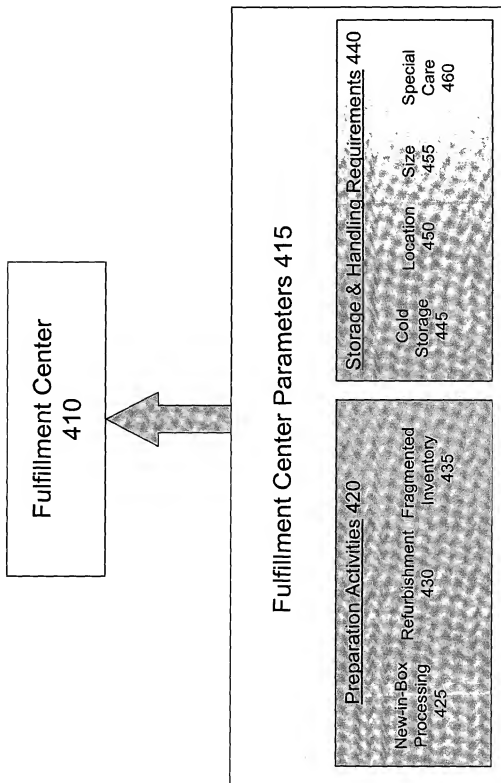 Fulfillment Center
410
Fulfillment Center Parameters 415
Preparation Activities 420
New-in-Box
Processing
425
Refurbishment
430
Fragmented
Inventory
435
Storage & Handling Requirements 440
Cold
Storage
445
Location
450
Size
455
Special
Care
460